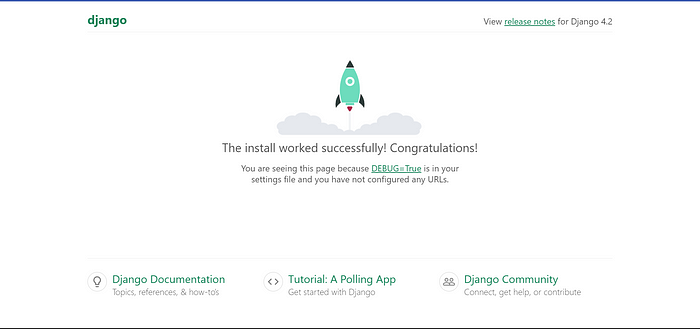 django
View release notes for Django 4.2
The install worked successfully! Congratulations!
You are seeing this page because DEBUG=True is in your
settings file and you have not configured any URLs.
Django Documentation
Topics, references, & how-to's
Tutorial: A Polling App
Get started with Django
Django Community
Connect, get help, or contribute